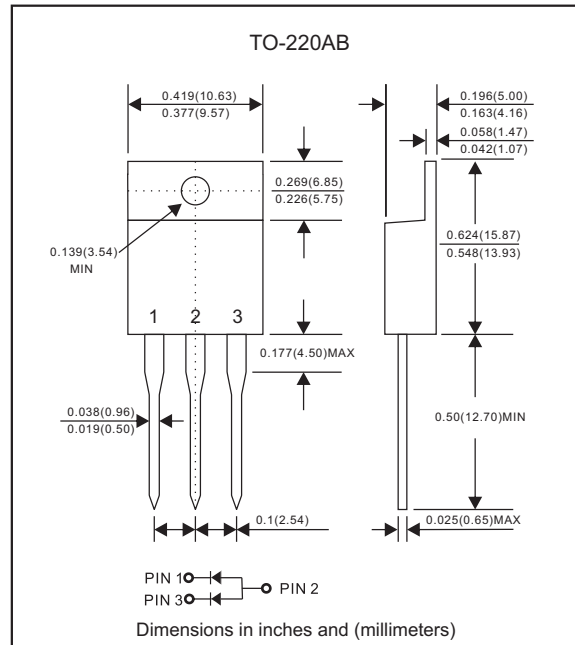 TO-220AB
0.419(10.63)
0.377(9.57)
0.196(5.00)
0.163(4.16)
0.058(1.47)
0.042(1.07)
0.269(6.85)
0.226(5.75)
0.139(3.54)
MIN
0.624(15.87)
0.548(13.93)
1 2 3
0.177(4.50)MAX
0.038(0.96)
0.019(0.50)
0.50(12.70)MIN
0.1(2.54)
0.025(0.65)MAX
PIN 1
PIN 3
PIN 2
Dimensions in inches and (millimeters)